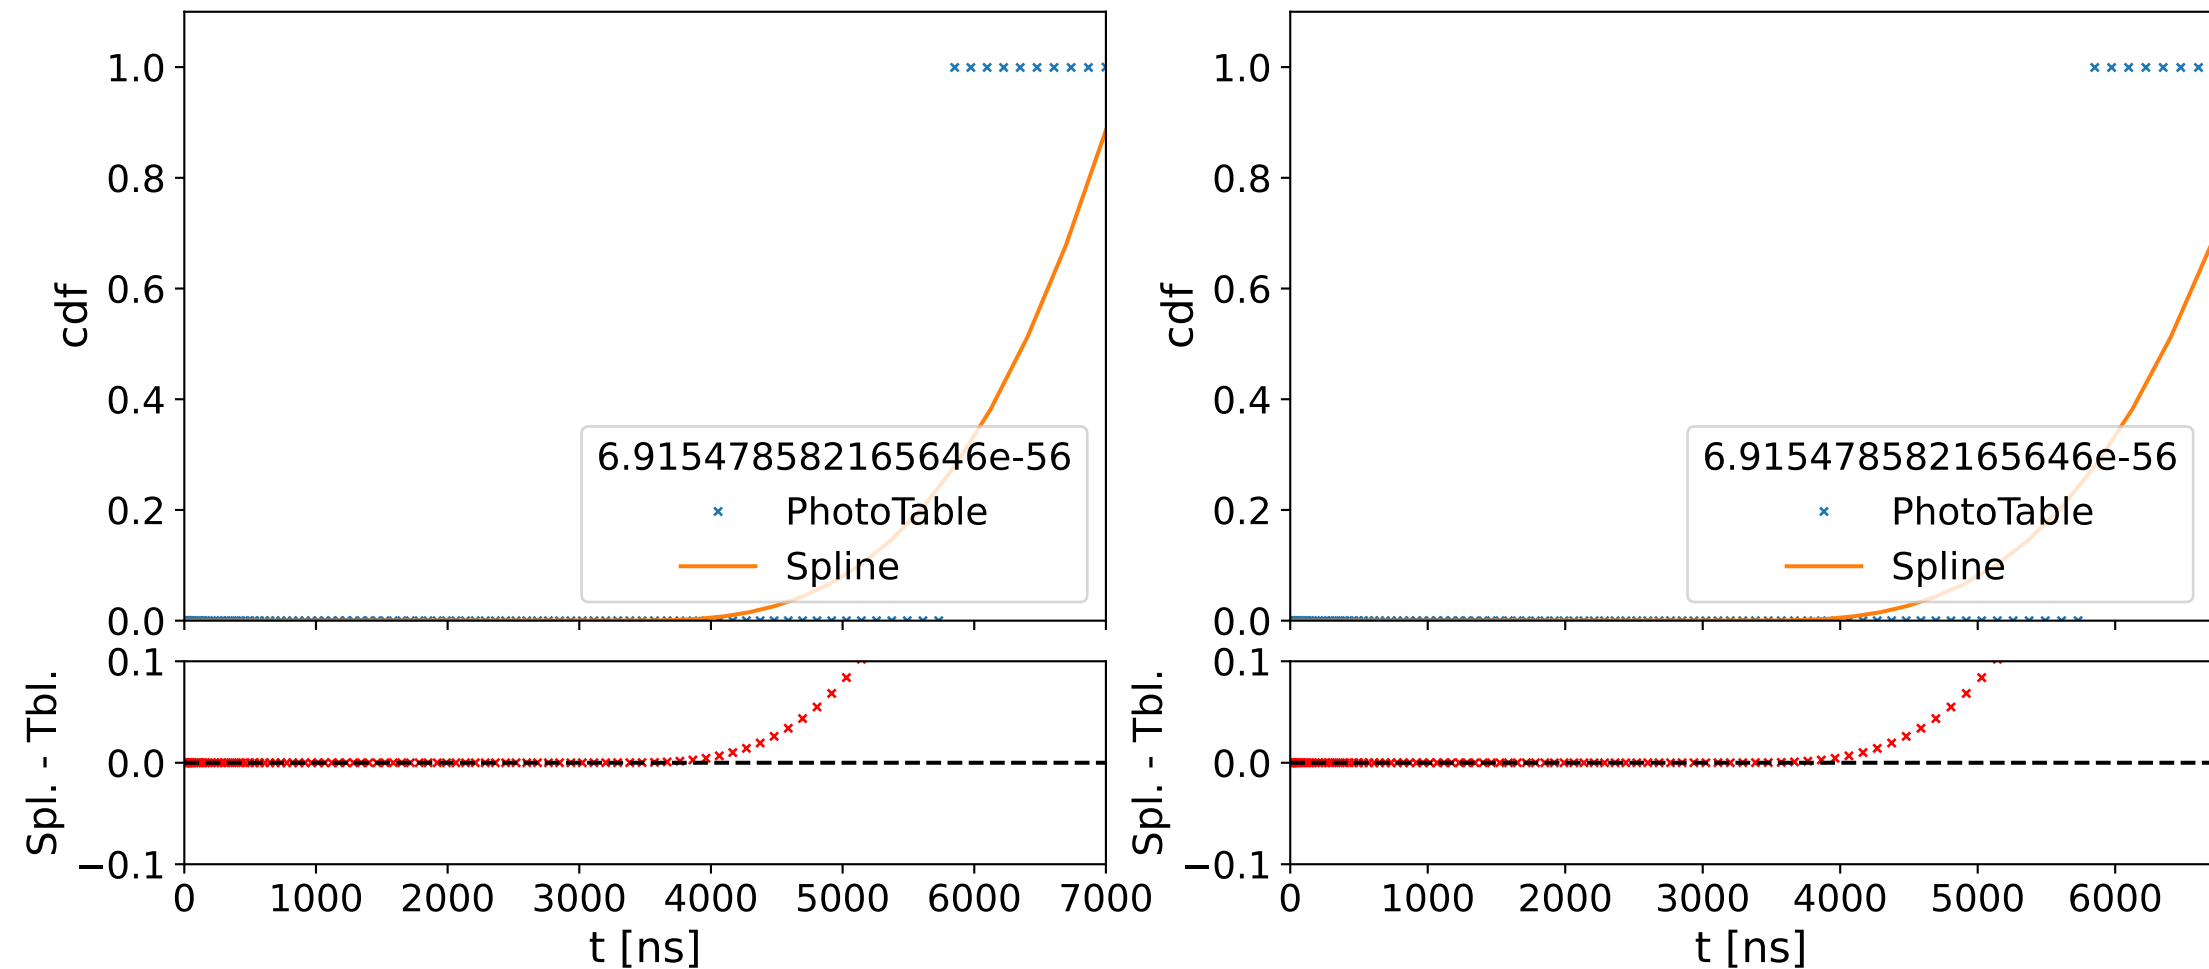 1.0
0.8
0.6
0.4
0.2
0.0
cdf
6.915478582165646e-56
PhotoTable
Spline
0.1
0.0
−0.1
Spl. - Tbl.
0 1000 2000 3000 4000 5000 6000 7000
t [ns]
1.0
0.8
0.6
0.4
0.2
0.0
cdf
6.915478582165646e-56
PhotoTable
Spline
0.1
0.0
−0.1
Spl. - Tbl.
0 1000 2000 3000 4000 5000 6000
t [ns]